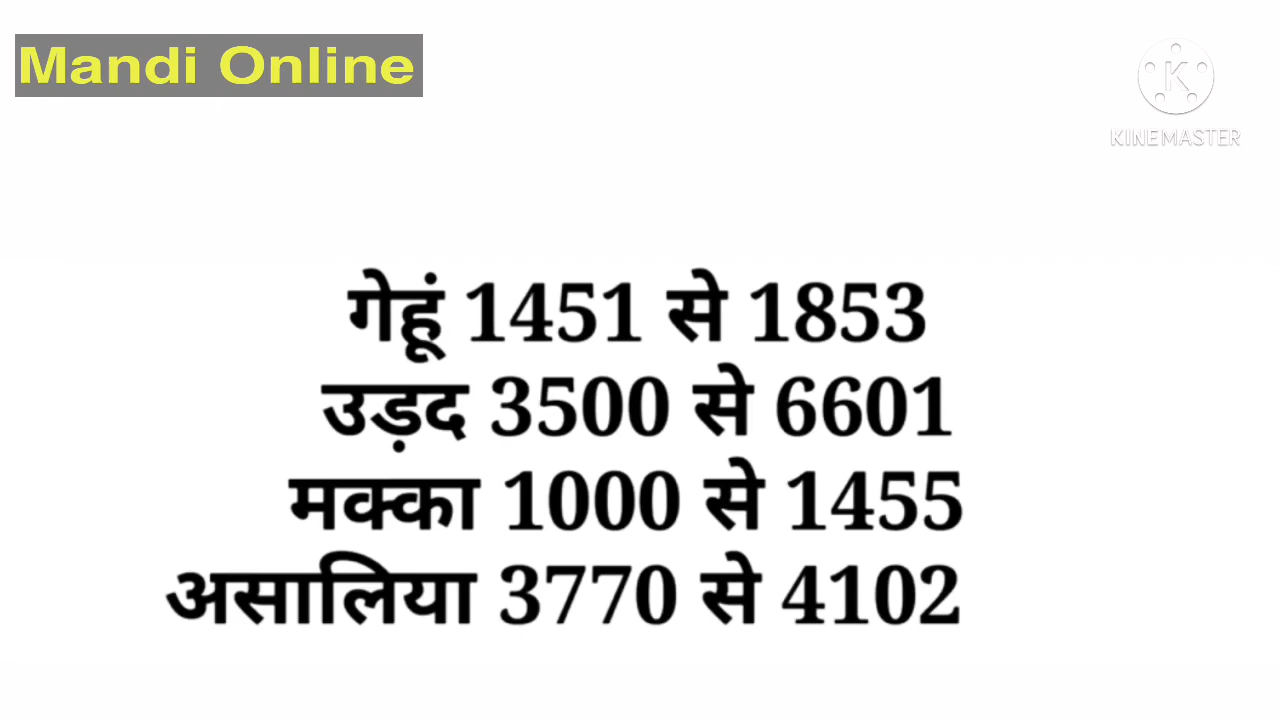 Mandi Online
K
KINEMASTER
गेहूं 1451 से 1853
उड़द 3500 से 6601
मक्का 1000 से 1455
असालिया 3770 से 4102